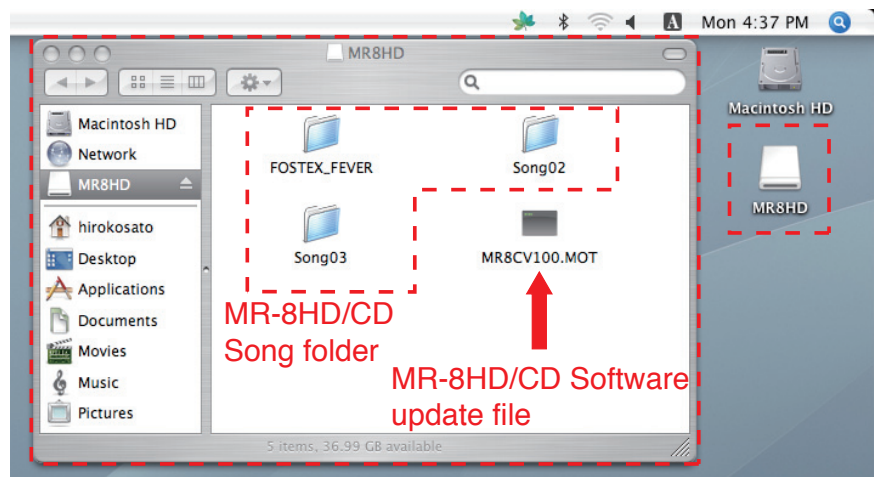 A Mon 4:37 PM
MR8HD
Macintosh HD
Network
MR8HD
hirokosato
Desktop
Applications
Documents
Movies
Music
Pictures
FOSTEX_FEVER
Song02
Song03
MR8CV100.MOT
MR-8HD/CD
Song folder
MR-8HD/CD Software
update file
5 items, 36.99 GB available
Macintosh HD
MR8HD